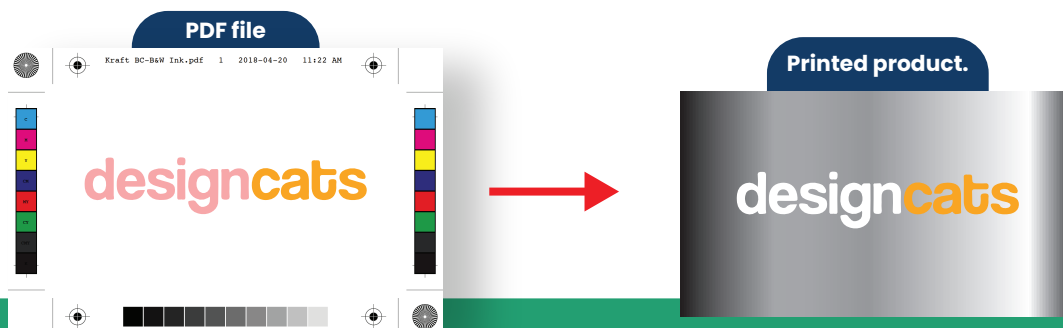 PDF file
Kraft BC-B&W Ink.pdf 1 2018-04-20 11:22 AM
designcats
Printed product.
designcats